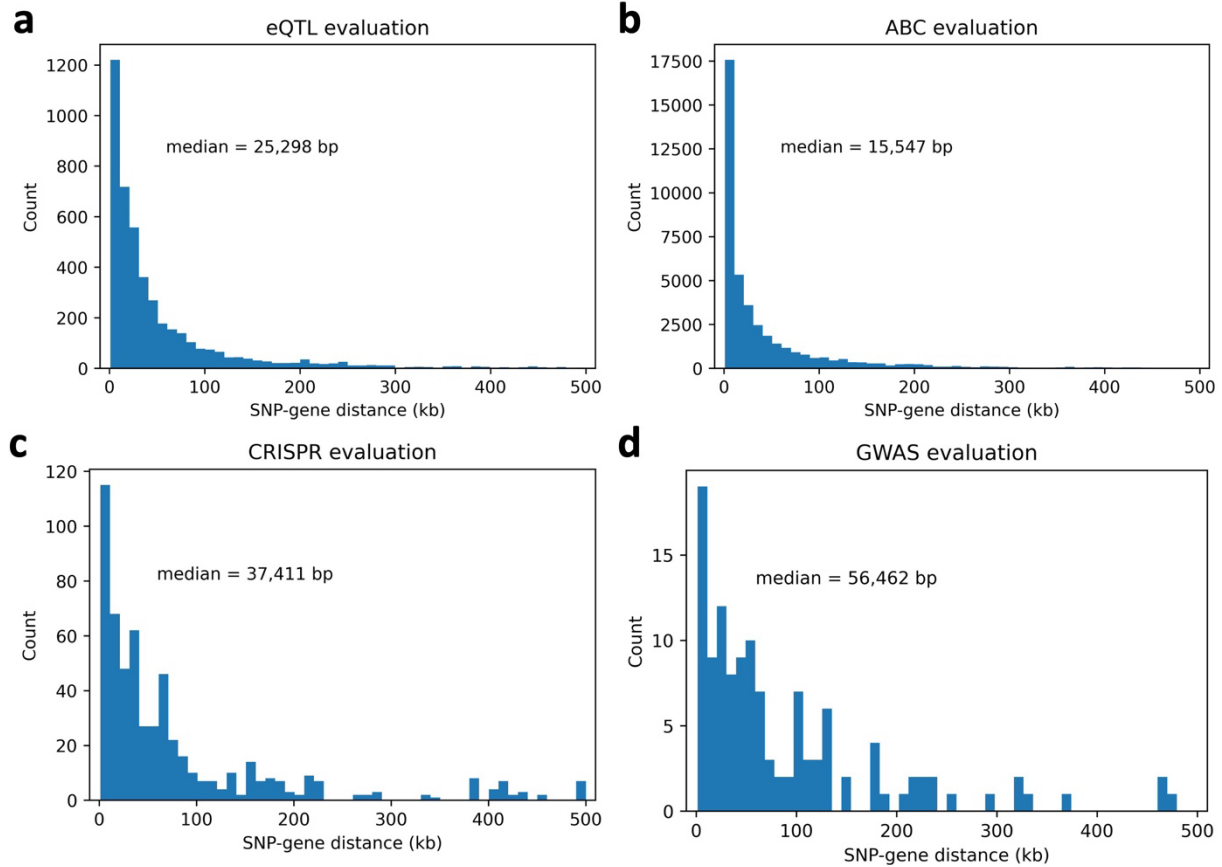 a
eQTL evaluation
1200
1000
800
600
400
200
0
Count
median = 25,298 bp
0 100 200 300 400 500
SNP-gene distance (kb)
b
ABC evaluation
17500
15000
12500
10000
7500
5000
2500
0
Count
median = 15,547 bp
0 100 200 300 400 500
SNP-gene distance (kb)
c
CRISPR evaluation
120
100
80
60
40
20
0
Count
median = 37,411 bp
0 100 200 300 400 500
SNP-gene distance (kb)
d
GWAS evaluation
15
10
5
0
Count
median = 56,462 bp
0 100 200 300 400 500
SNP-gene distance (kb)